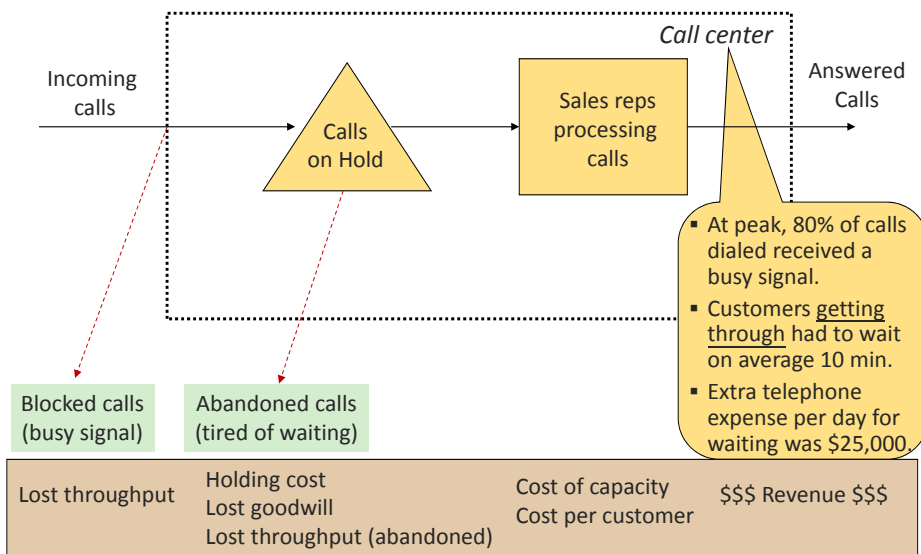 Call center
Incoming
calls
Answered
Calls
Calls
on Hold
Sales reps
processing
calls
▪ At peak, 80% of calls
dialed received a
busy signal.
▪ Customers getting
through had to wait
on average 10 min.
▪ Extra telephone
expense per day for
waiting was $25,000.
Blocked calls
(busy signal)
Abandoned calls
(tired of waiting)
Lost throughput
Holding cost
Lost goodwill
Lost throughput (abandoned)
Cost of capacity
Cost per customer
$$$ Revenue $$$